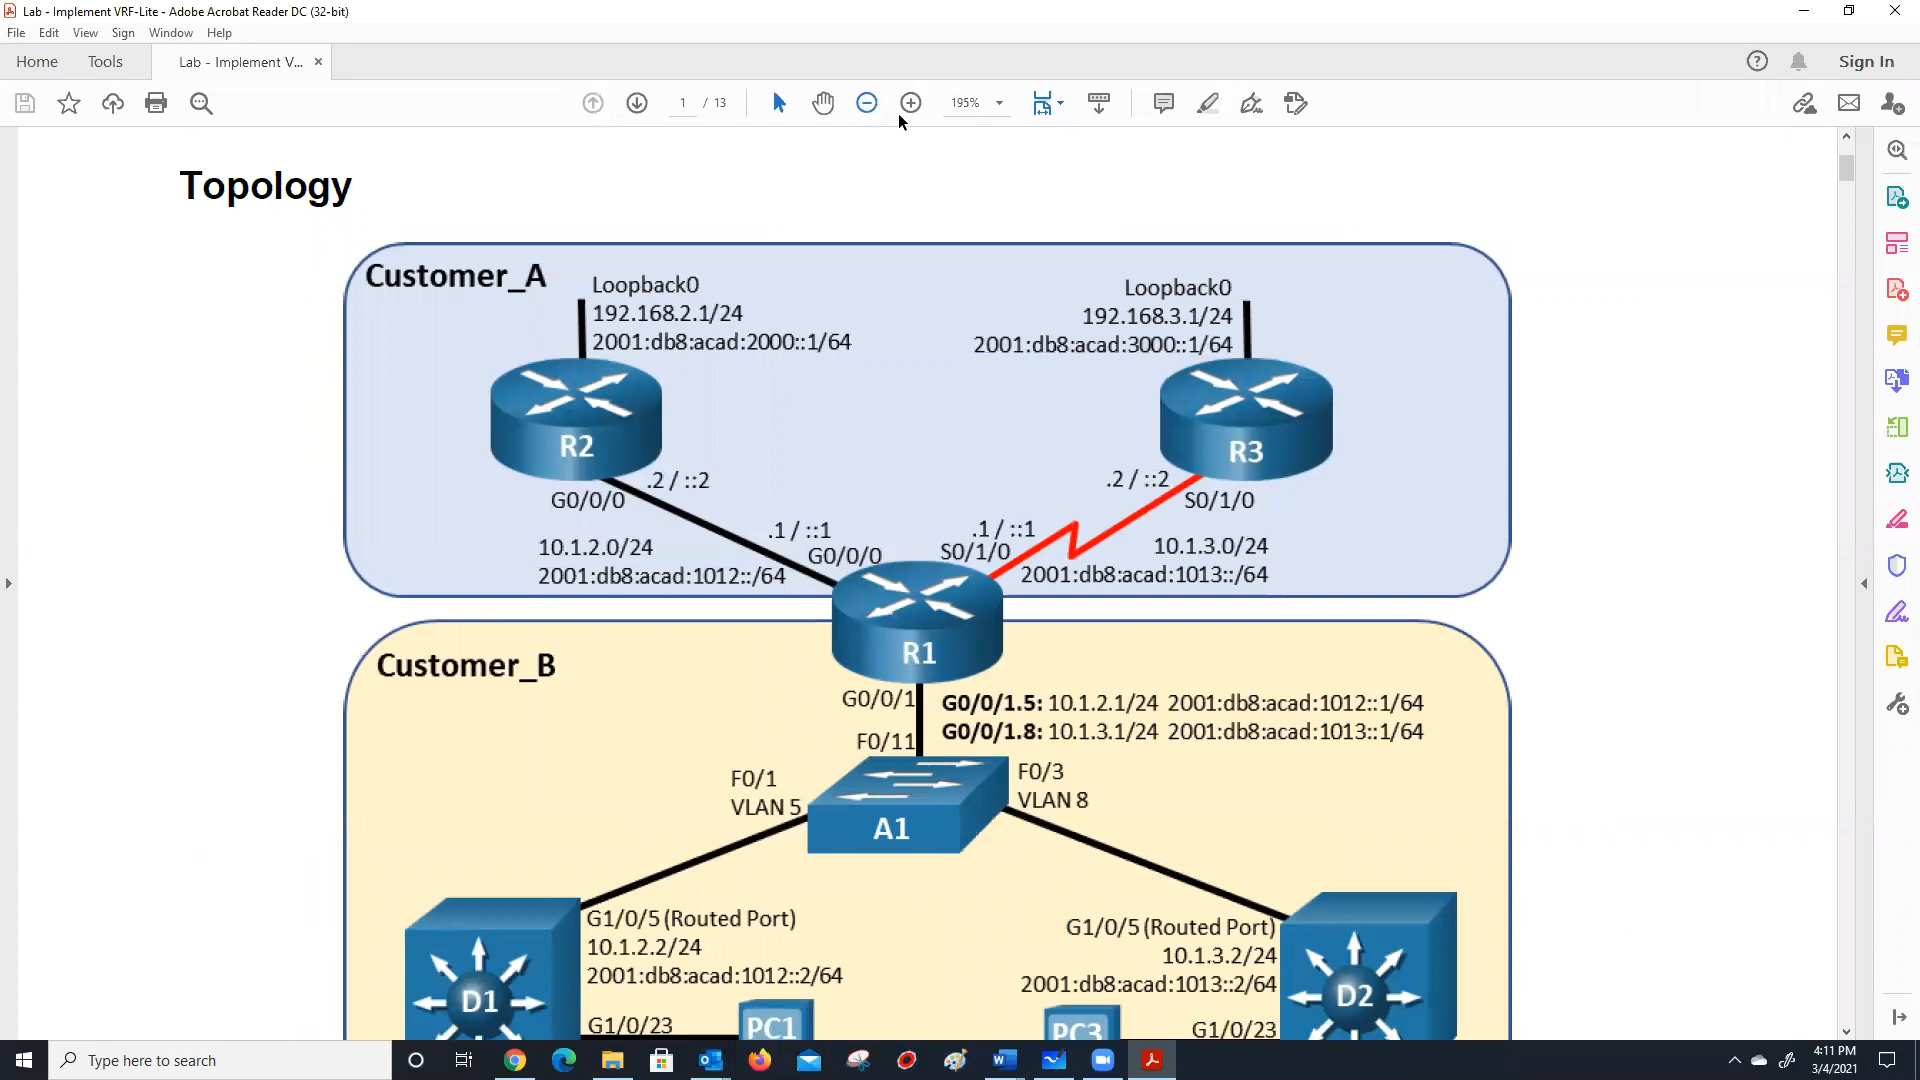 Lab - Implement VRF-Lite - Adobe Acrobat Reader DC (32-bit)
File Edit View Sign Window Help
Home Tools Lab - Implement V... × Sign In
1 / 13 195%
Topology
Customer_A
Loopback0
192.168.2.1/24
2001:db8:acad:2000::1/64
Loopback0
192.168.3.1/24
2001:db8:acad:3000::1/64
R2
R3
.2 / ::2
G0/0/0
.2 / ::2
S0/1/0
.1 / ::1
G0/0/0
.1 / ::1
S0/1/0
10.1.2.0/24
2001:db8:acad:1012::/64
10.1.3.0/24
2001:db8:acad:1013::/64
R1
Customer_B
G0/0/1
G0/0/1.5: 10.1.2.1/24 2001:db8:acad:1012::1/64
G0/0/1.8: 10.1.3.1/24 2001:db8:acad:1013::1/64
F0/11
F0/1
VLAN 5
F0/3
VLAN 8
A1
G1/0/5 (Routed Port)
10.1.2.2/24
2001:db8:acad:1012::2/64
G1/0/5 (Routed Port)
10.1.3.2/24
2001:db8:acad:1013::2/64
D1
D2
G1/0/23
PC1
PC3
G1/0/23
Type here to search
4:11 PM
3/4/2021